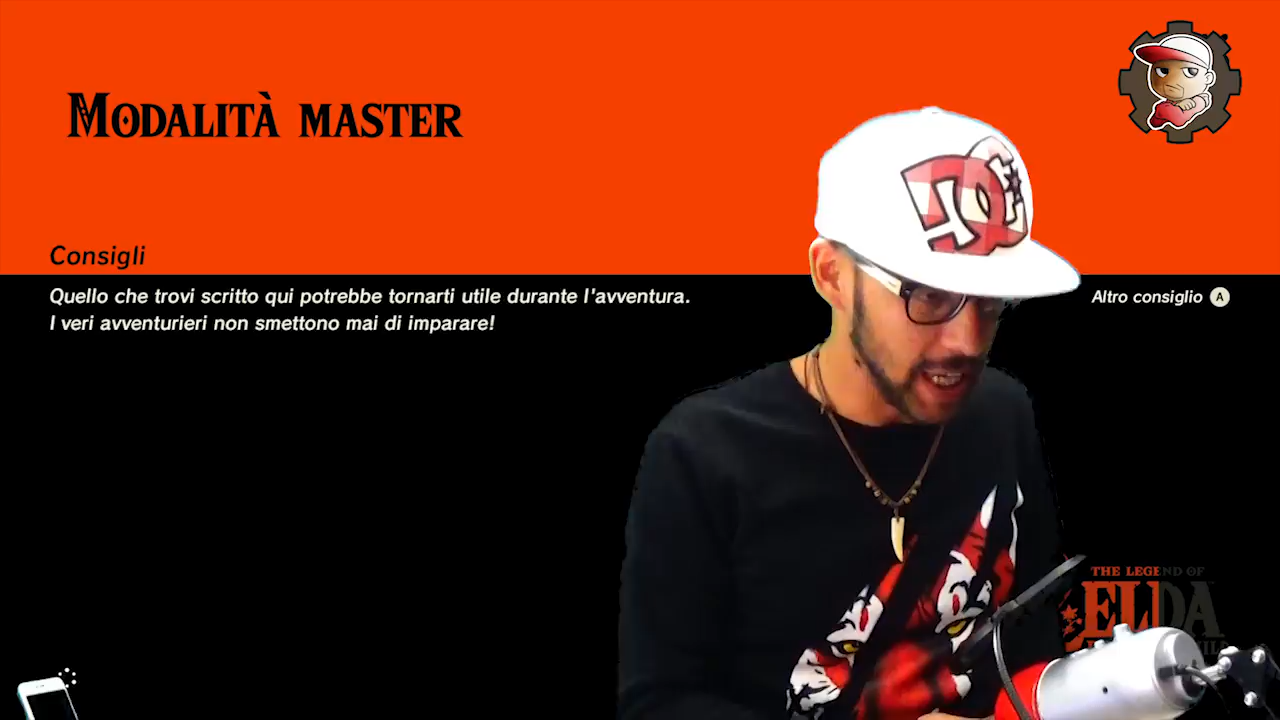 Modalità master
Consigli
Quello che trovi scritto qui potrebbe tornarti utile durante l'avventura.
I veri avventurieri non smettono mai di imparare!
Altro consiglio A
DC
THE LEGEND OF
ELDA